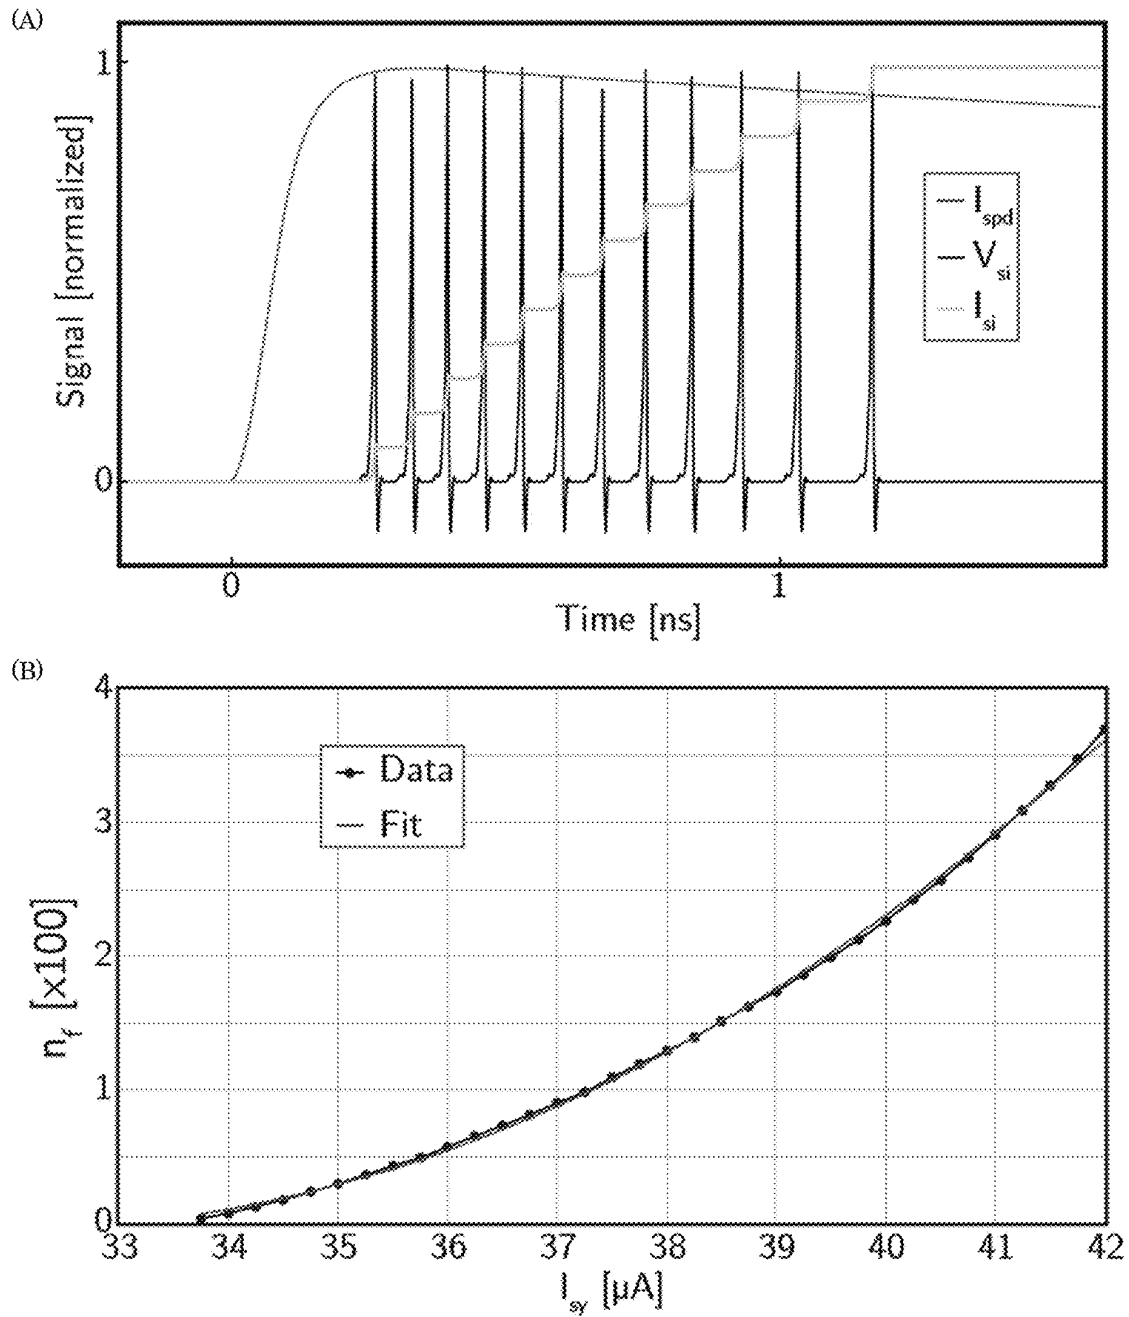 (A)
1
0
Signal [normalized]
I_spd
V_si
I_si
0 1
Time [ns]
(B)
4
3
2
1
0
n_f [x100]
Data
Fit
33 34 35 36 37 38 39 40 41 42
I_sy [μA]